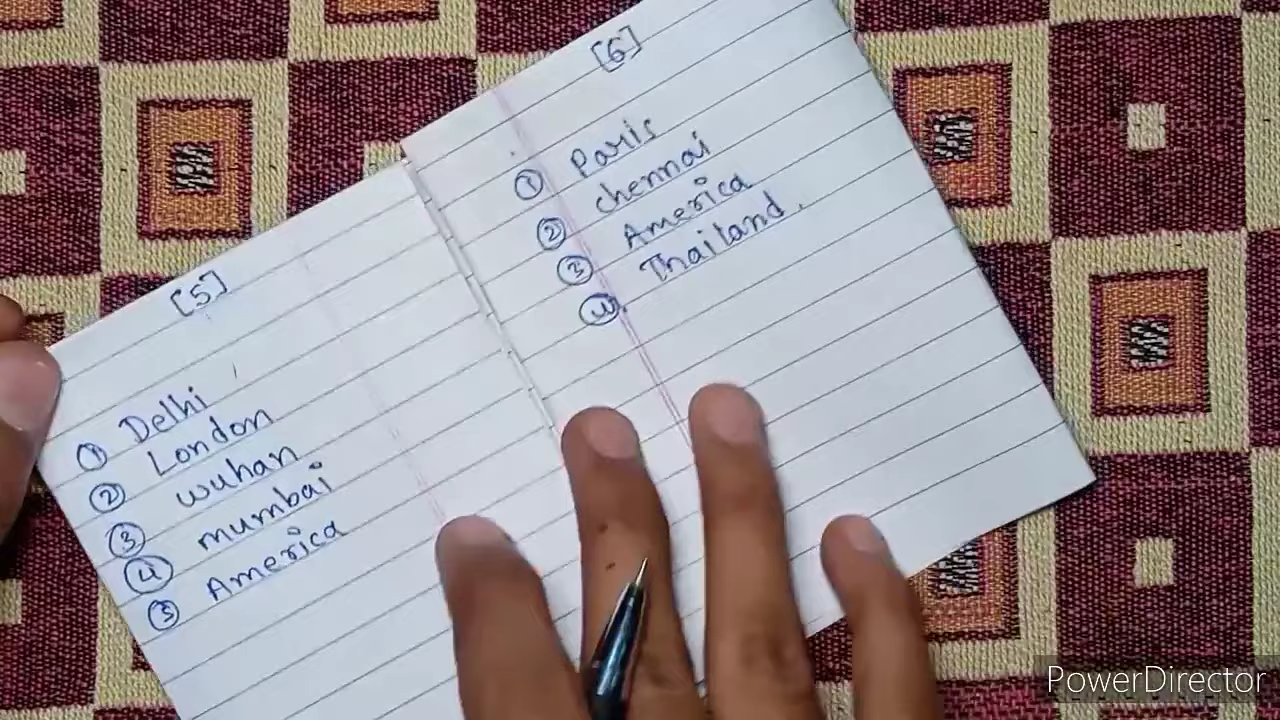 [5]
① Delhi
② London
③ wuhan
④ mumbai
⑤ America
[6]
① Paris
② chennai
③ America
④ Thailand.
PowerDirector